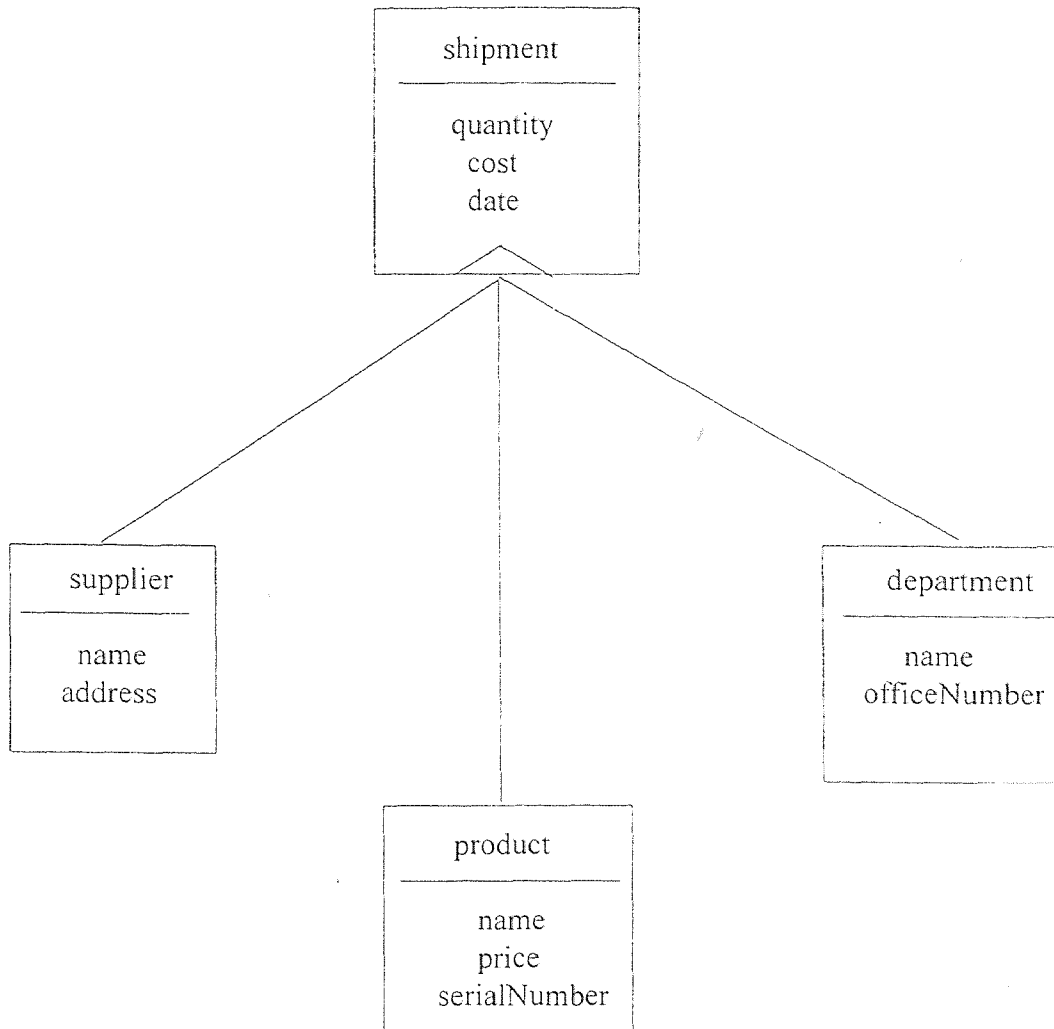 shipment
quantity
cost
date
supplier
name
address
department
name
officeNumber
product
name
price
serialNumber